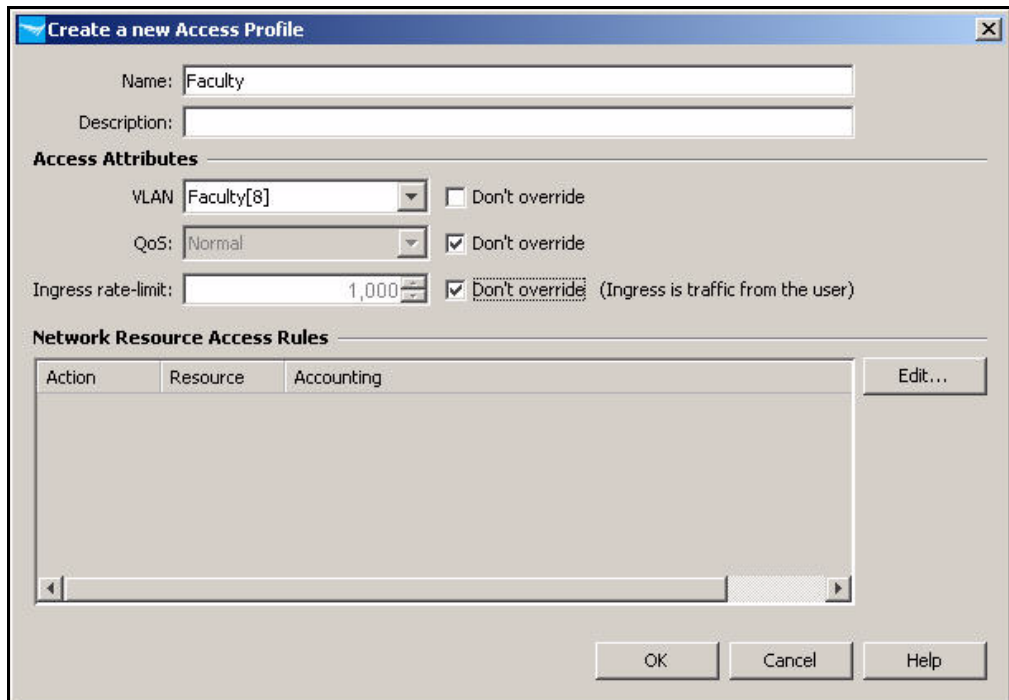 Create a new Access Profile
Name: Faculty
Description:
Access Attributes
VLAN Faculty[8] Don't override
QoS: Normal Don't override
Ingress rate-limit: 1,000 Don't override (Ingress is traffic from the user)
Network Resource Access Rules
Action Resource Accounting Edit...
OK Cancel Help